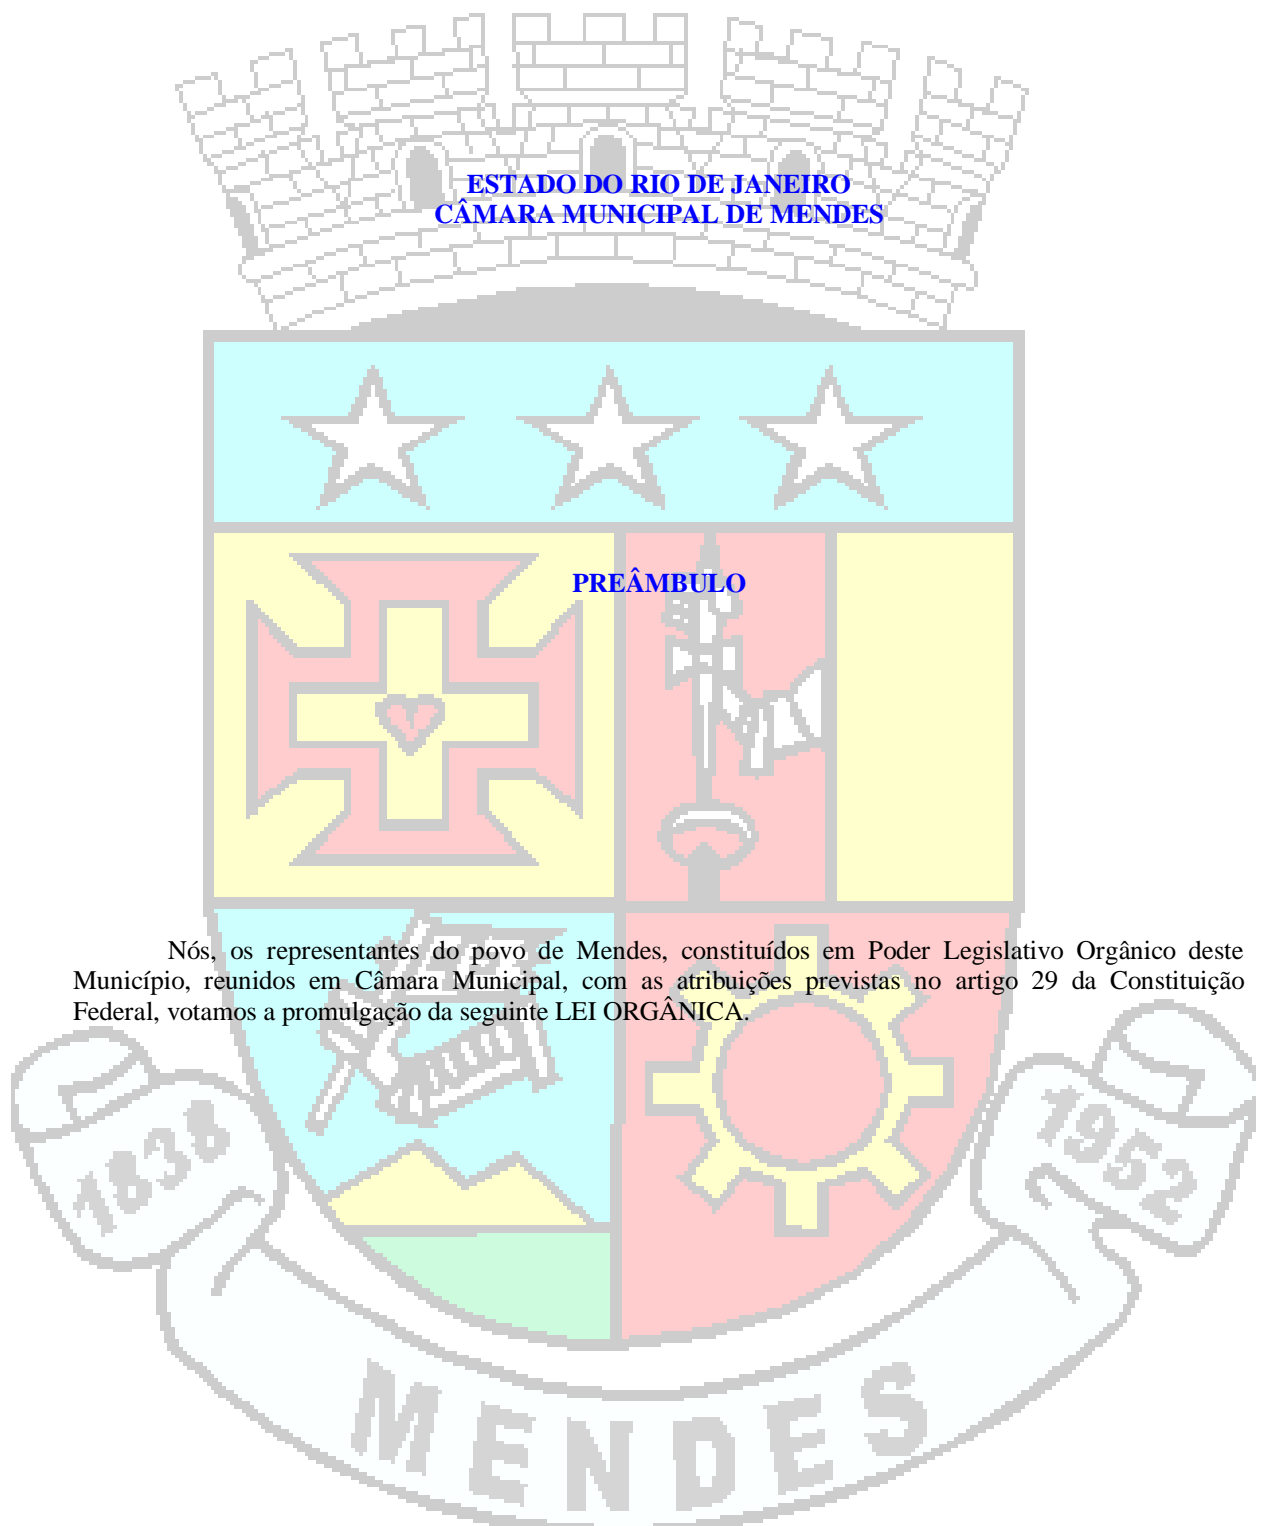 ESTADO DO RIO DE JANEIRO
CÂMARA MUNICIPAL DE MENDES
PREÂMBULO
Nós, os representantes do povo de Mendes, constituídos em Poder Legislativo Orgânico deste
Município, reunidos em Câmara Municipal, com as atribuições previstas no artigo 29 da Constituição
Federal, votamos a promulgação da seguinte LEI ORGÂNICA.
1838
1952
MENDES